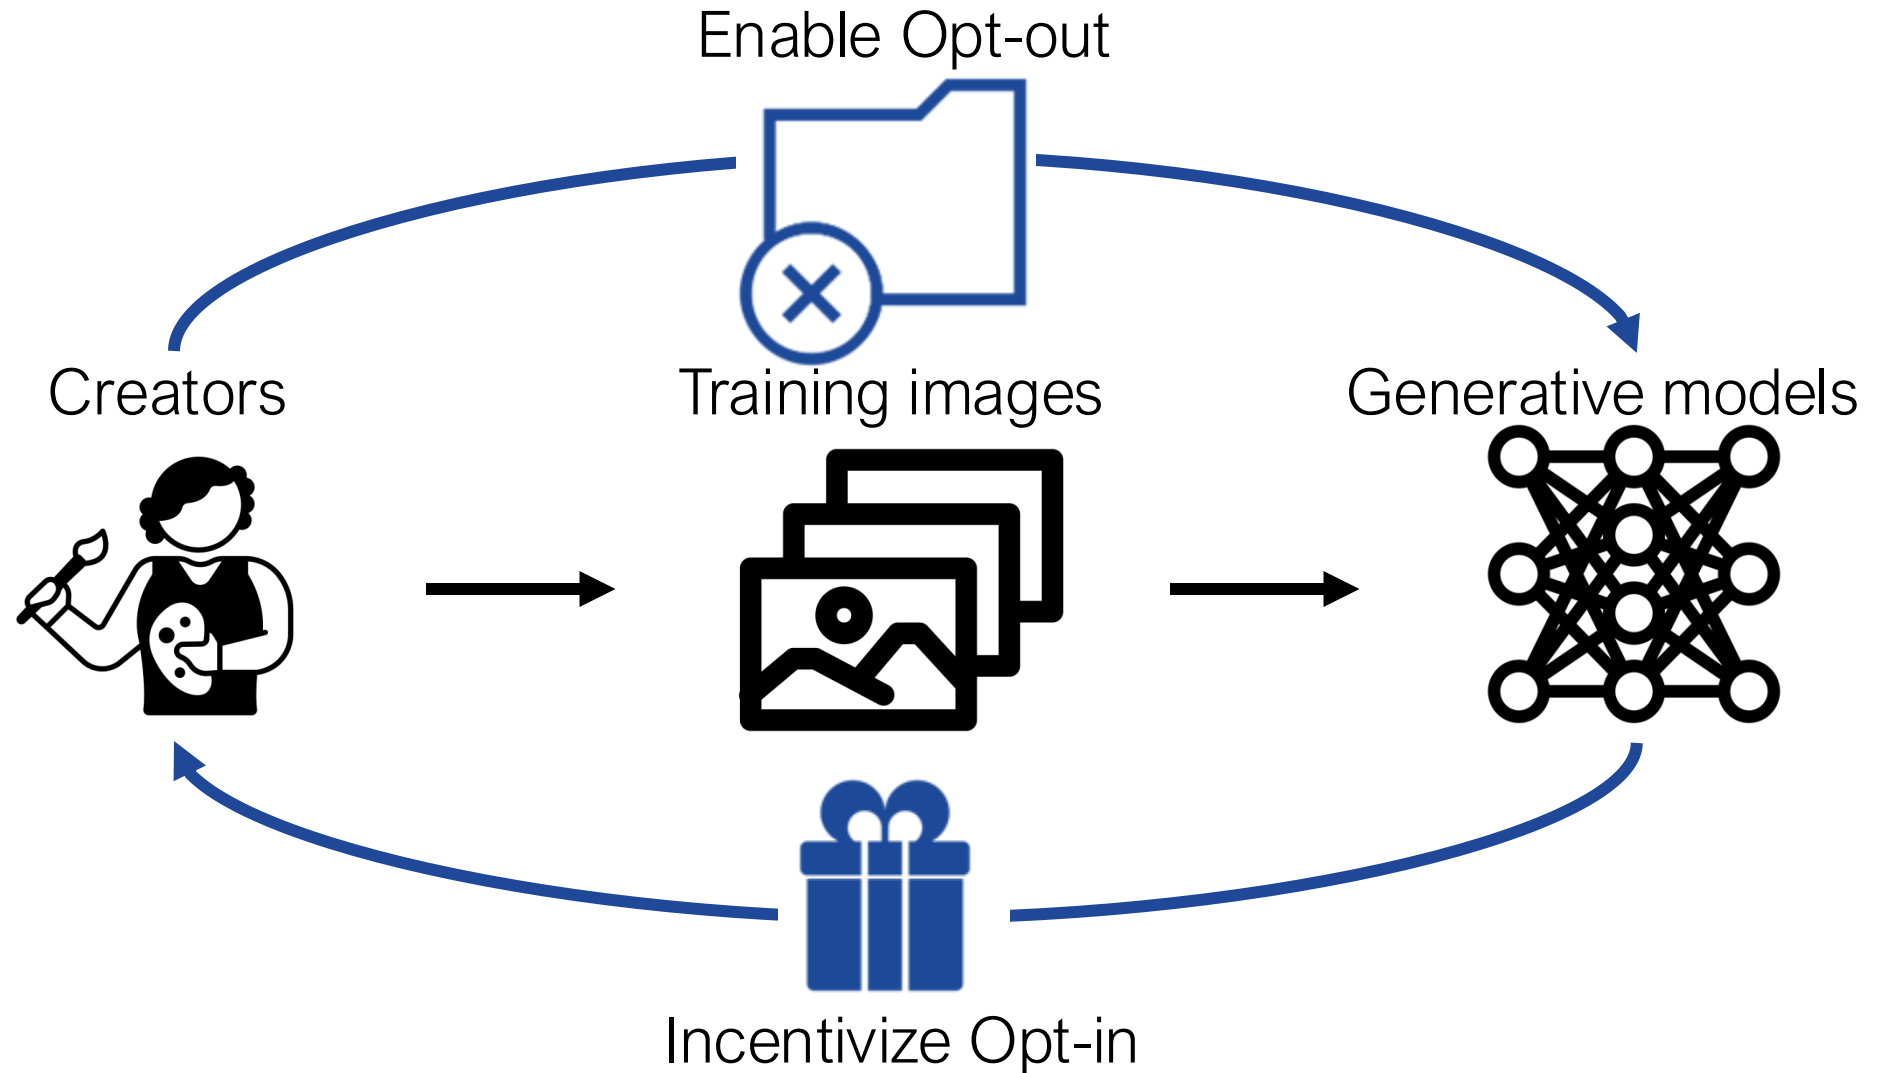 Enable Opt-out
Creators
Training images
Generative models
Incentivize Opt-in